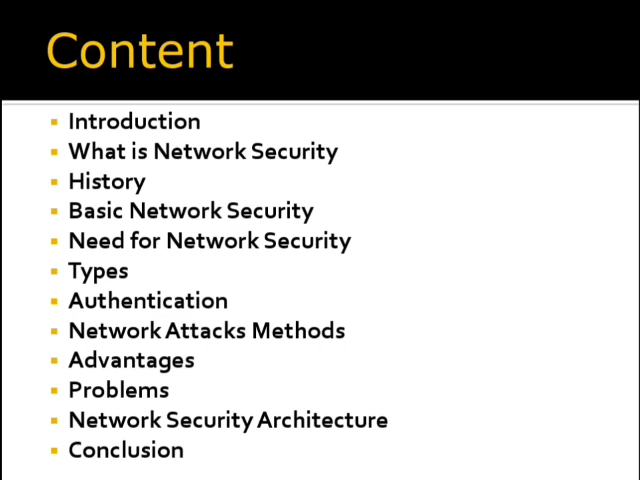 Content
Introduction
What is Network Security
History
Basic Network Security
Need for Network Security
Types
Authentication
Network Attacks Methods
Advantages
Problems
Network Security Architecture
Conclusion